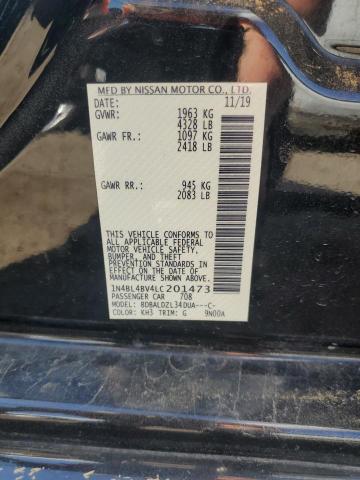 MFD BY NISSAN MOTOR CO., LTD.
DATE: 11/19
GVWR: 1963 KG
4328 LB
GAWR FR.: 1097 KG
2418 LB
GAWR RR.: 945 KG
2083 LB
THIS VEHICLE CONFORMS TO
ALL APPLICABLE FEDERAL
MOTOR VEHICLE SAFETY,
BUMPER, AND THEFT
PREVENTION STANDARDS IN
EFFECT ON THE DATE OF
MANUFACTURE SHOWN ABOVE.
1N4BL4BV4LC201473
PASSENGER CAR 708
MODEL: BDBALDZL34DUA---C-
COLOR: KH3 TRIM: G 9N00A